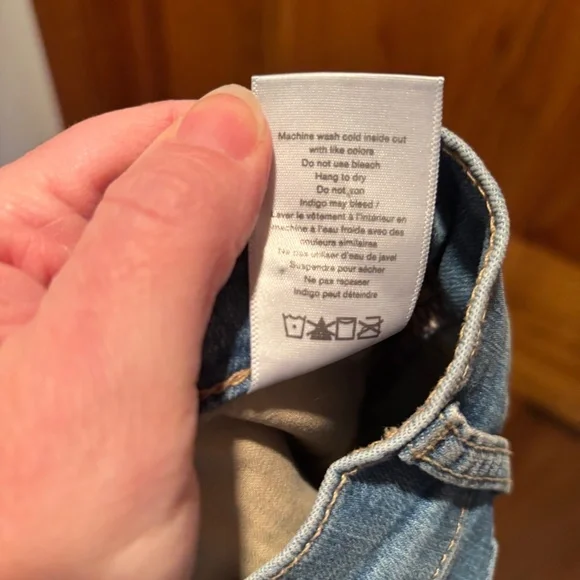 Machine wash cold inside out
with like colors
Do not use bleach
Hang to dry
Do not iron
Indigo may bleed /
Laver le vêtement à l'interieur en
machine à l'eau froide avec des
couleurs similaires
Ne pas utiliser d'eau de javel
Suspendre pour sécher
Ne pas repasser
Indigo peut déteindre